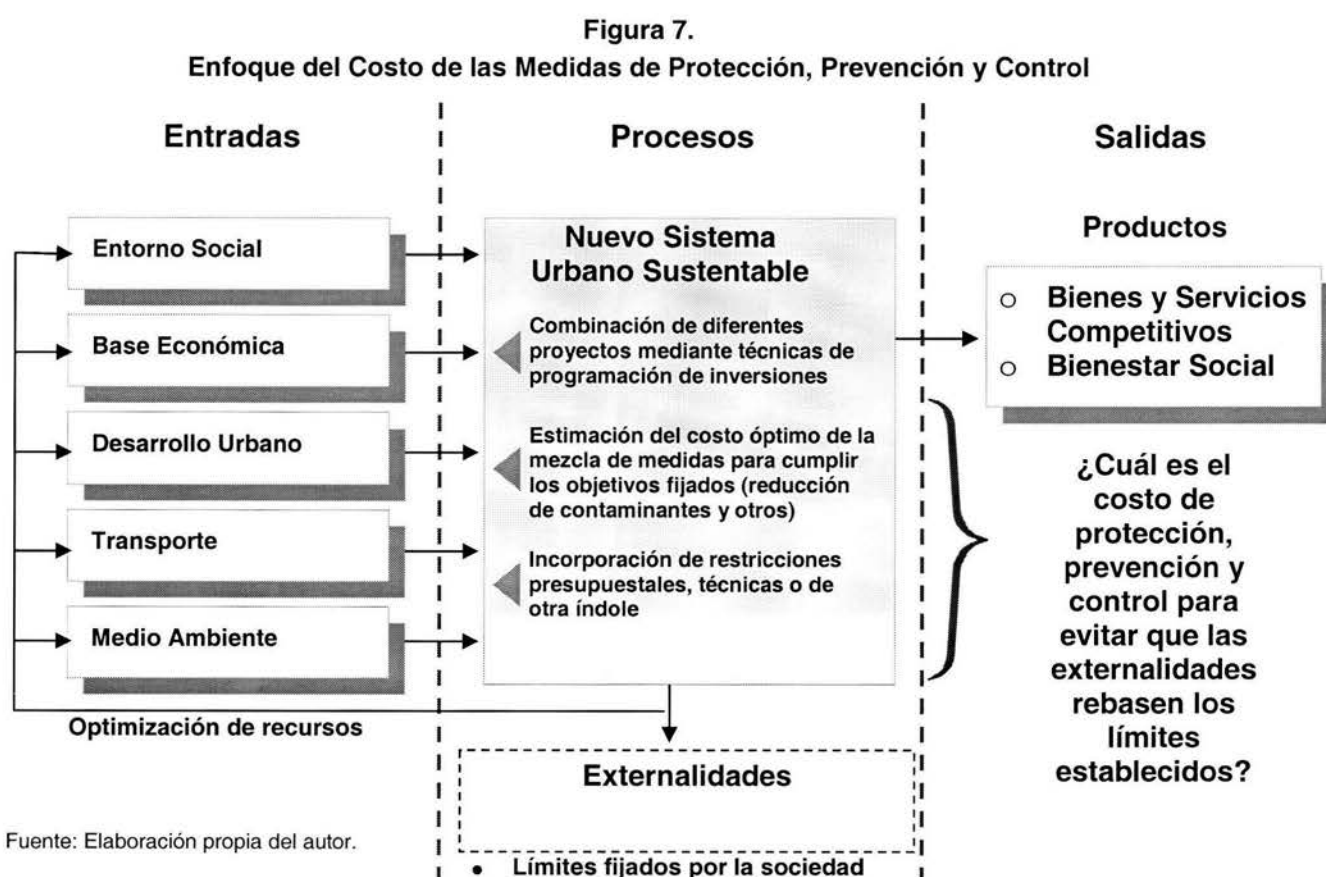 Figura 7.
Enfoque del Costo de las Medidas de Protección, Prevención y Control
Entradas
Procesos
Salidas
Entorno Social
Base Económica
Desarrollo Urbano
Transporte
Medio Ambiente
Optimización de recursos
Nuevo Sistema
Urbano Sustentable
Combinación de diferentes
proyectos mediante técnicas de
programación de inversiones
Estimación del costo óptimo de la
mezcla de medidas para cumplir
los objetivos fijados (reducción
de contaminantes y otros)
Incorporación de restricciones
presupuestales, técnicas o de
otra índole
Externalidades
• Límites fijados por la sociedad
Productos
o Bienes y Servicios
Competitivos
o Bienestar Social
¿Cuál es el
costo de
protección,
prevención y
control para
evitar que las
externalidades
rebasen los
límites
establecidos?
Fuente: Elaboración propia del autor.